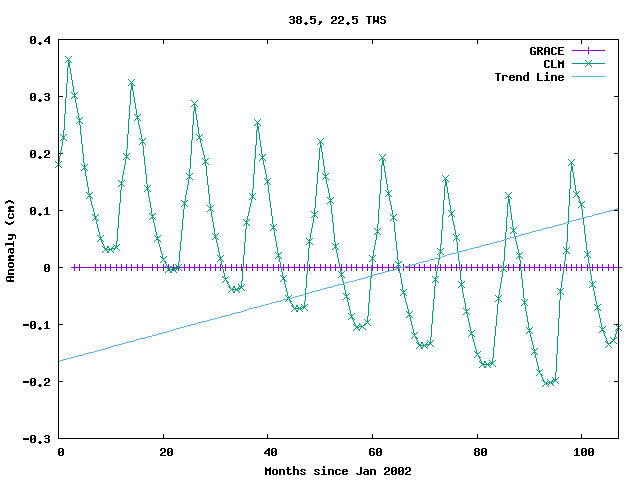 38.5, 22.5 TWS
GRACE
CLM
Trend Line
0.4
0.3
0.2
0.1
0
-0.1
-0.2
-0.3
Anomaly (cm)
0 20 40 60 80 100
Months since Jan 2002